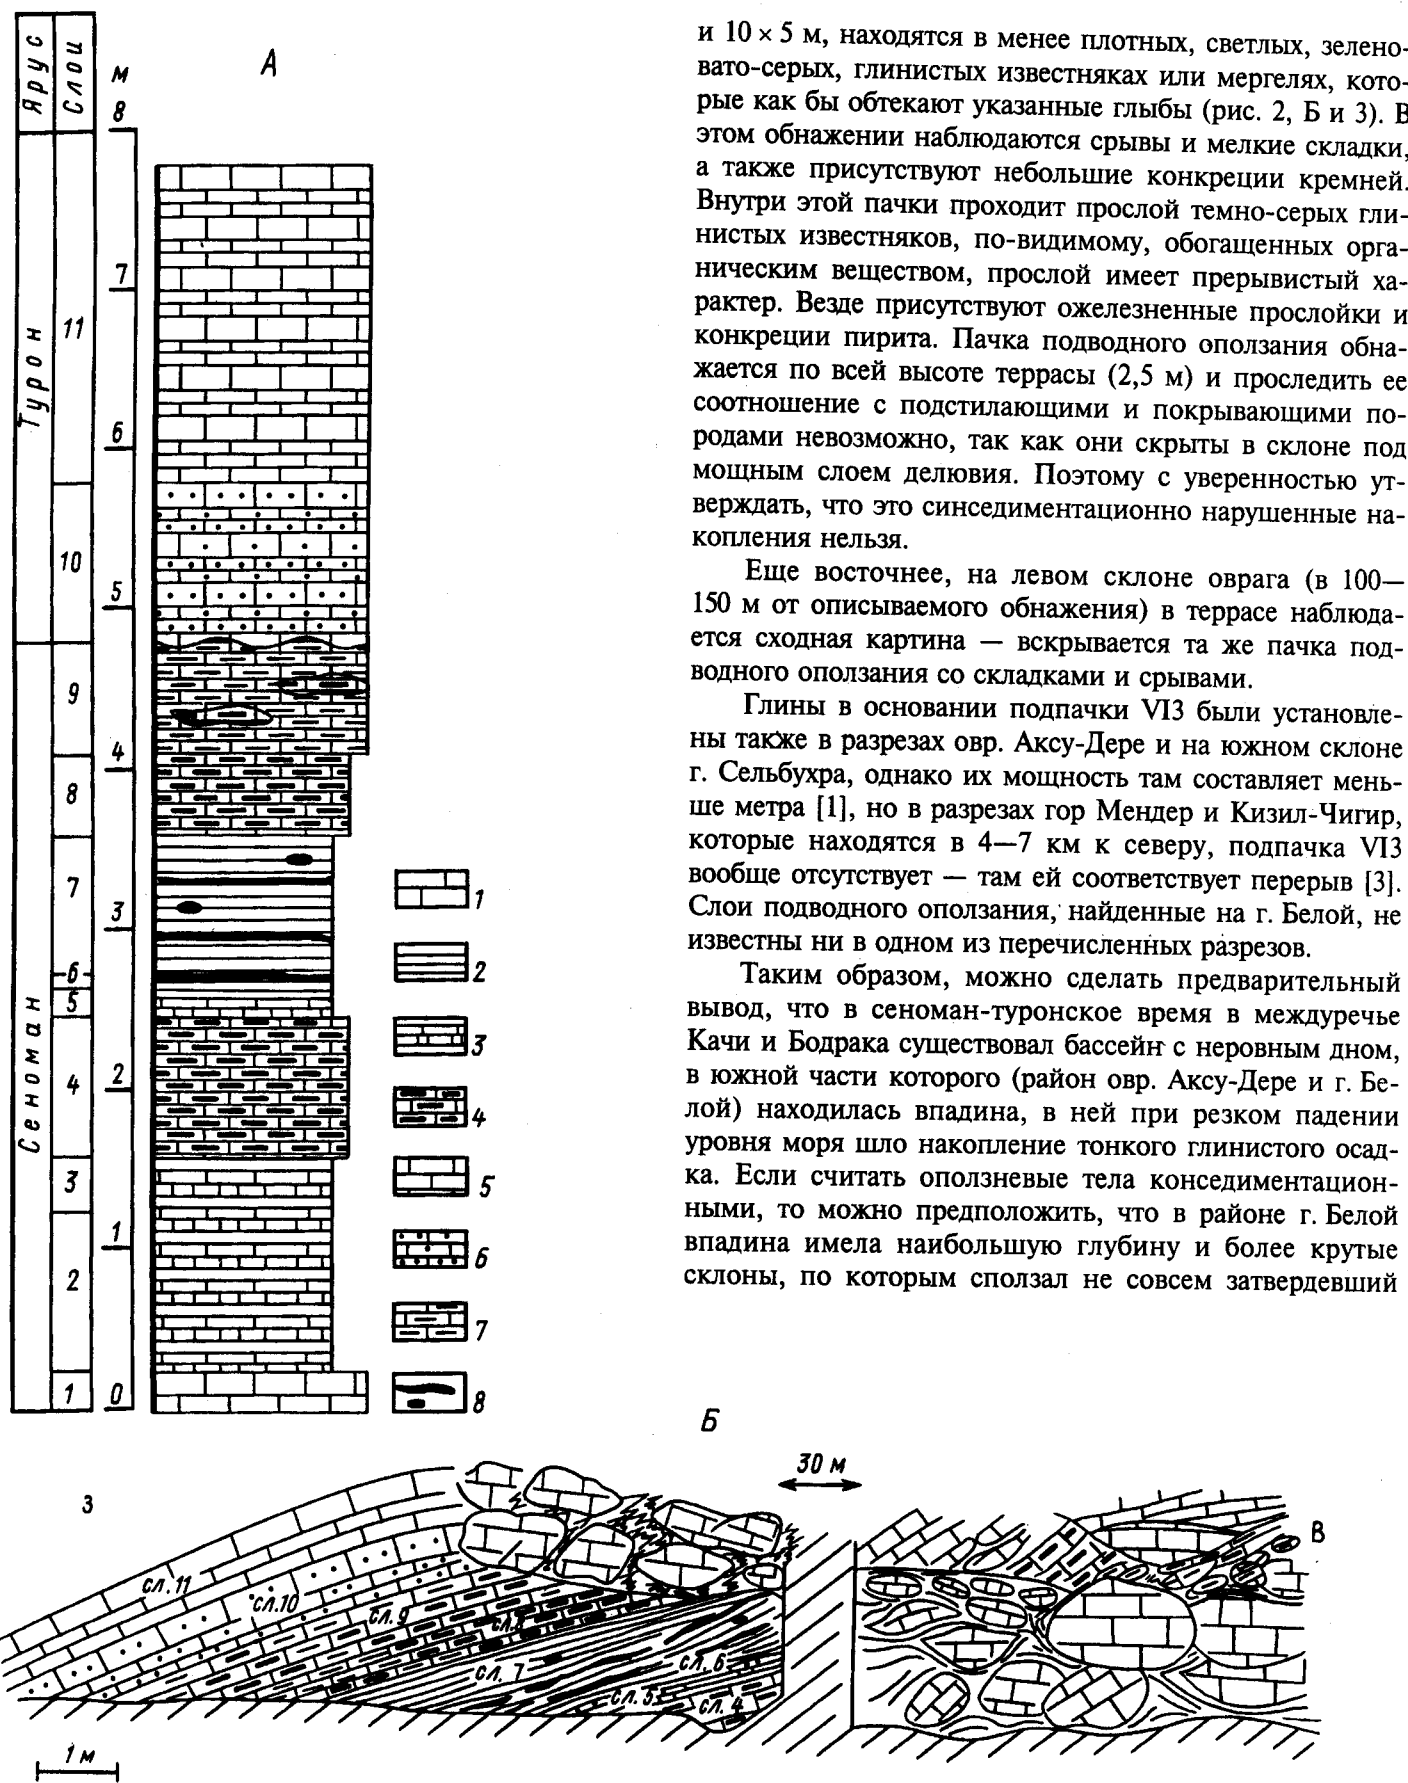 Ярус
Слои
м
А
8
7
6
5
4
3
2
1
0
Турон
Сеноман
11
10
9
8
7
6
5
4
3
2
1
1
2
3
4
5
6
7
8
и 10 × 5 м, находятся в менее плотных, светлых, зелено-
вато-серых, глинистых известняках или мергелях, кото-
рые как бы обтекают указанные глыбы (рис. 2, Б и 3). В
этом обнажении наблюдаются срывы и мелкие складки,
а также присутствуют небольшие конкреции кремней.
Внутри этой пачки проходит прослой темно-серых гли-
нистых известняков, по-видимому, обогащенных орга-
ническим веществом, прослой имеет прерывистый ха-
рактер. Везде присутствуют ожелезненные прослойки и
конкреции пирита. Пачка подводного оползания обна-
жается по всей высоте террасы (2,5 м) и проследить ее
соотношение с подстилающими и покрывающими по-
родами невозможно, так как они скрыты в склоне под
мощным слоем делювия. Поэтому с уверенностью ут-
верждать, что это синседиментационно нарушенные на-
копления нельзя.
Еще восточнее, на левом склоне оврага (в 100—
150 м от описываемого обнажения) в террасе наблюда-
ется сходная картина — вскрывается та же пачка под-
водного оползания со складками и срывами.
Глины в основании подпачки VI3 были установле-
ны также в разрезах овр. Аксу-Дере и на южном склоне
г. Сельбухра, однако их мощность там составляет мень-
ше метра [1], но в разрезах гор Мендер и Кизил-Чигир,
которые находятся в 4—7 км к северу, подпачка VI3
вообще отсутствует — там ей соответствует перерыв [3].
Слои подводного оползания, найденные на г. Белой, не
известны ни в одном из перечисленных разрезов.
Таким образом, можно сделать предварительный
вывод, что в сеноман-туронское время в междуречье
Качи и Бодрака существовал бассейн с неровным дном,
в южной части которого (район овр. Аксу-Дере и г. Бе-
лой) находилась впадина, в ней при резком падении
уровня моря шло накопление тонкого глинистого осад-
ка. Если считать оползневые тела конседиментацион-
ными, то можно предположить, что в районе г. Белой
впадина имела наибольшую глубину и более крутые
склоны, по которым сползал не совсем затвердевший
Б
30 м
З
В
сл. 11
сл. 10
сл. 9
сл. 8
сл. 7
сл. 6
сл. 5
сл. 4
1 м